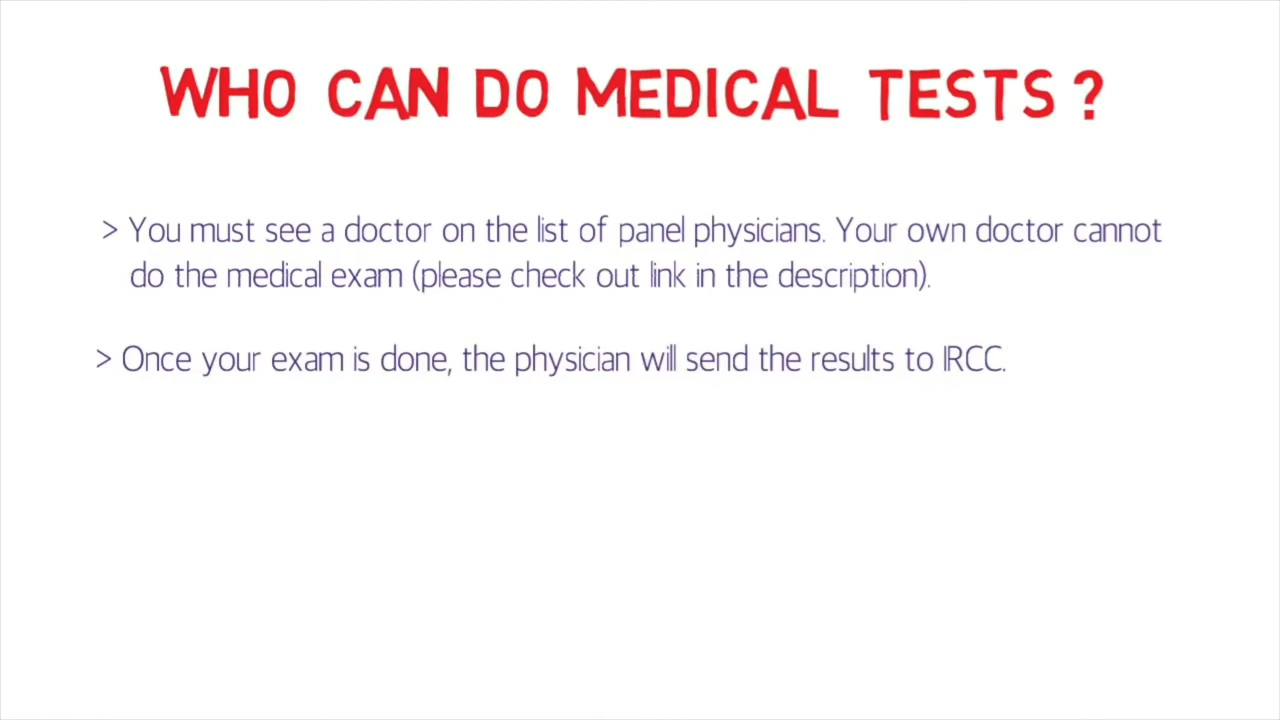 WHO CAN DO MEDICAL TESTS ?
> You must see a doctor on the list of panel physicians. Your own doctor cannot
do the medical exam (please check out link in the description).
> Once your exam is done, the physician will send the results to IRCC.